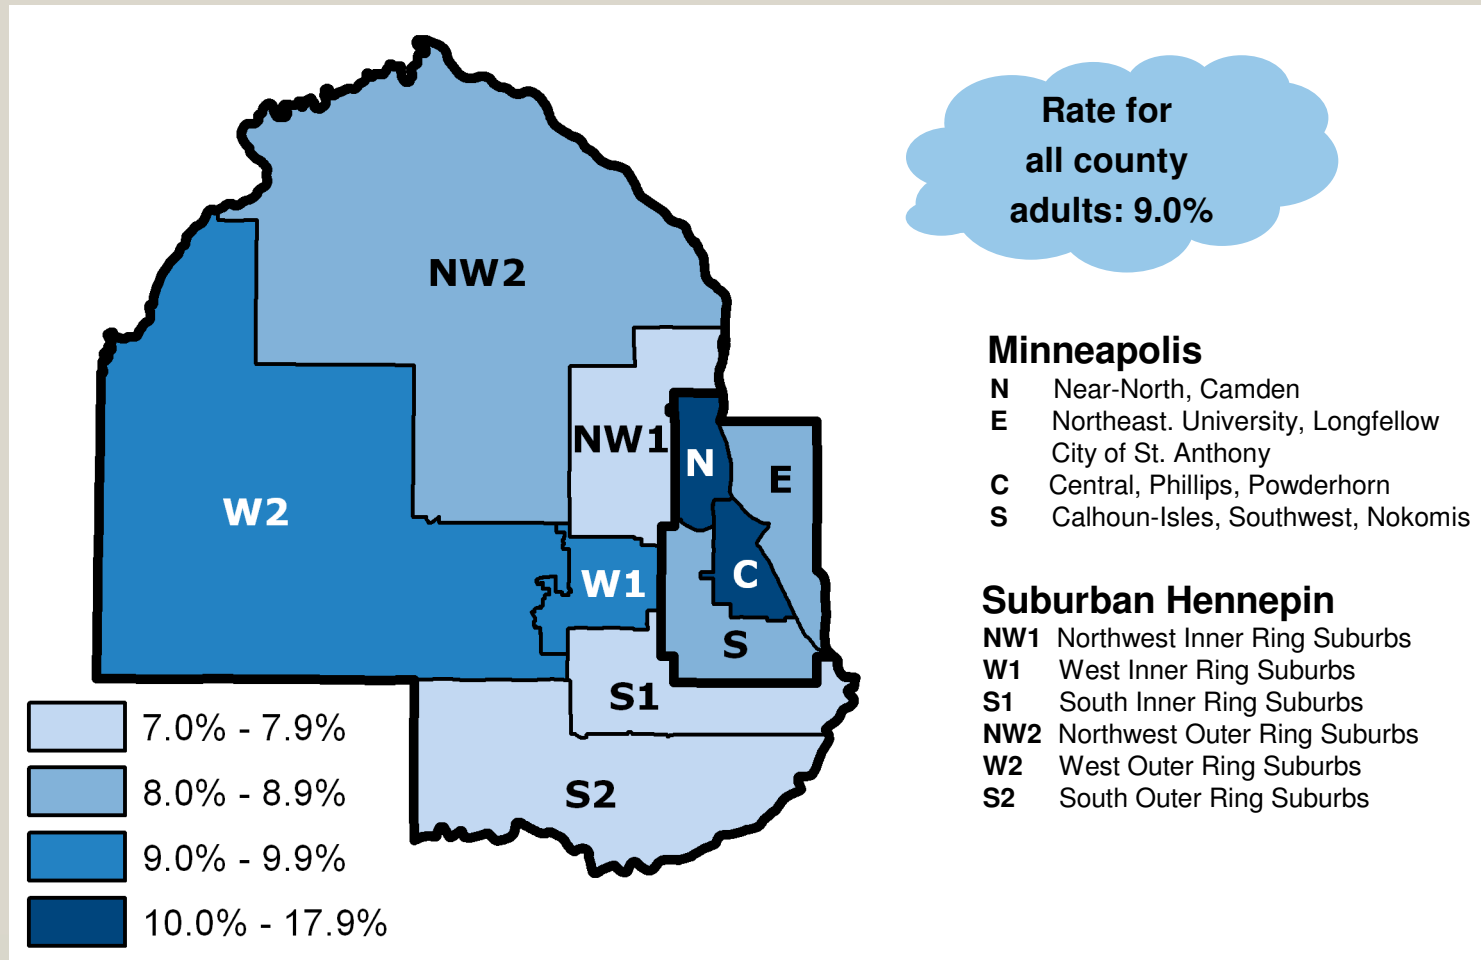 Rate for
all county
adults: 9.0%
NW2
NW1
N
E
W2
W1
C
S
S1
S2
7.0% - 7.9%
8.0% - 8.9%
9.0% - 9.9%
10.0% - 17.9%
Minneapolis
N Near-North, Camden
E Northeast. University, Longfellow
City of St. Anthony
C Central, Phillips, Powderhorn
S Calhoun-Isles, Southwest, Nokomis
Suburban Hennepin
NW1 Northwest Inner Ring Suburbs
W1 West Inner Ring Suburbs
S1 South Inner Ring Suburbs
NW2 Northwest Outer Ring Suburbs
W2 West Outer Ring Suburbs
S2 South Outer Ring Suburbs